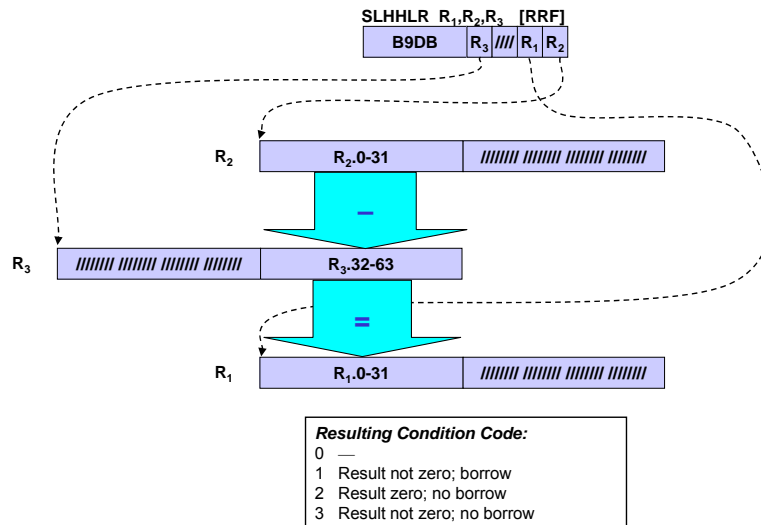 SLHHLR R₁,R₂,R₃ [RRF]
B9DB R₃ //// R₁ R₂
R₂ R₂.0-31 //////// //////// //////// ////////
–
R₃ //////// //////// //////// //////// R₃.32-63
=
R₁ R₁.0-31 //////// //////// //////// ////////
Resulting Condition Code:
0 —
1 Result not zero; borrow
2 Result zero; no borrow
3 Result not zero; no borrow